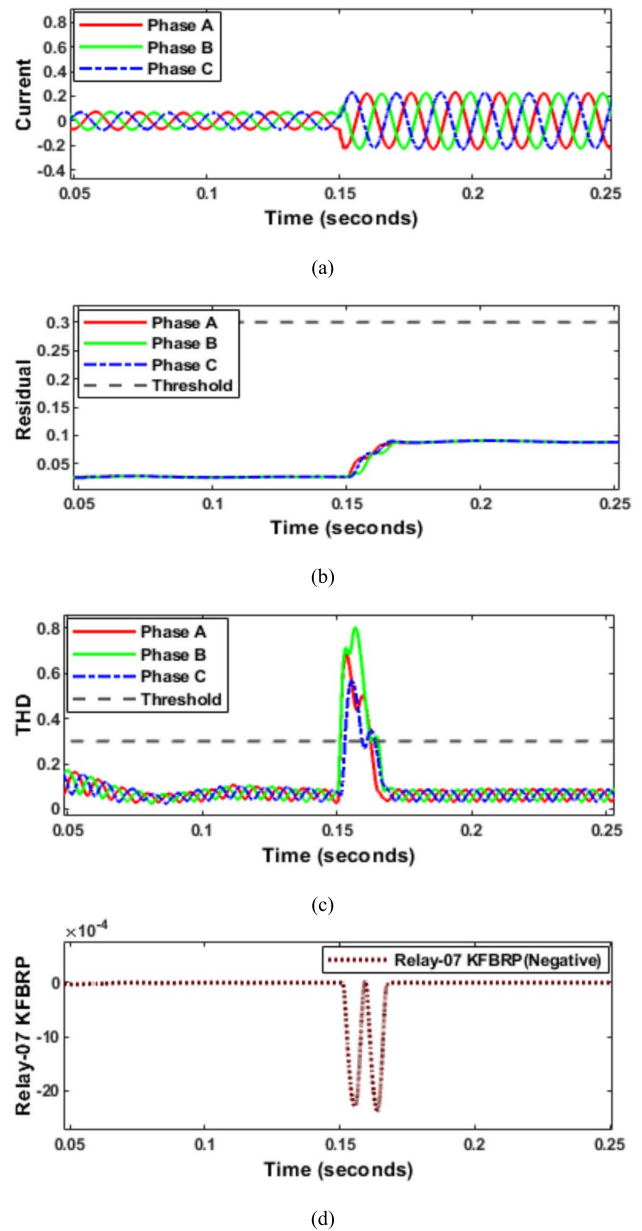 0.8
0.6
0.4
0.2
0
-0.2
-0.4
Current
Phase A
Phase B
Phase C
0.05 0.1 0.15 0.2 0.25
Time (seconds)
(a)
0.3
0.25
0.2
0.15
0.1
0.05
Residual
Phase A
Phase B
Phase C
Threshold
0.05 0.1 0.15 0.2 0.25
Time (seconds)
(b)
0.8
0.6
0.4
0.2
0
THD
Phase A
Phase B
Phase C
Threshold
0.05 0.1 0.15 0.2 0.25
Time (seconds)
(c)
×10-4
0
-10
-20
Relay-07 KFBRP
Relay-07 KFBRP(Negative)
0.05 0.1 0.15 0.2 0.25
Time (seconds)
(d)